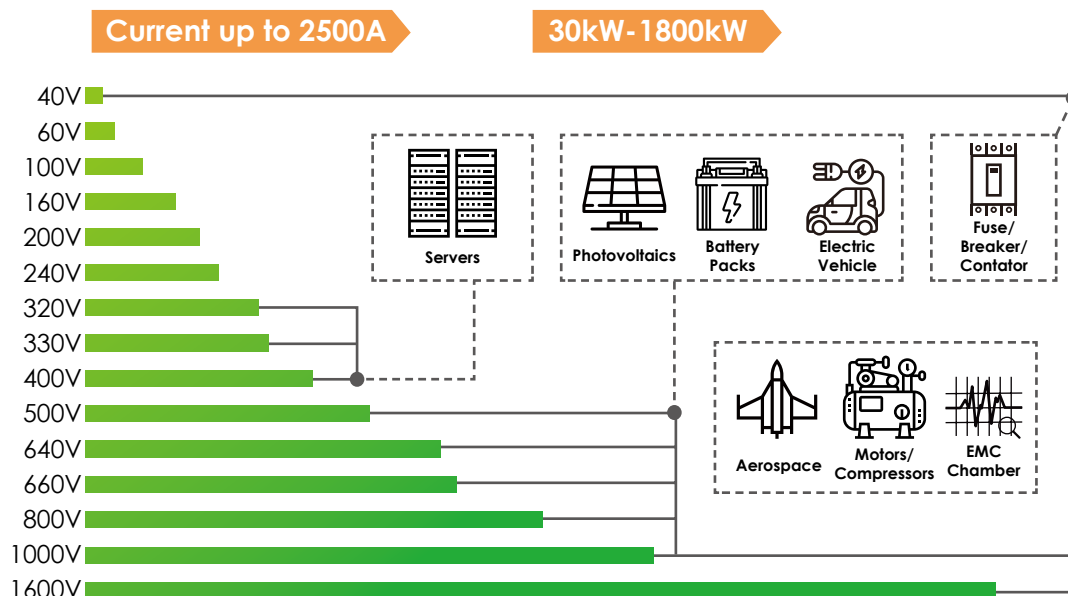 Current up to 2500A
30kW-1800kW
40V
60V
100V
160V
200V
240V
320V
330V
400V
500V
640V
660V
800V
1000V
1600V
Servers
Photovoltaics
Battery
Packs
Electric
Vehicle
Fuse/
Breaker/
Contator
Aerospace
Motors/
Compressors
EMC
Chamber